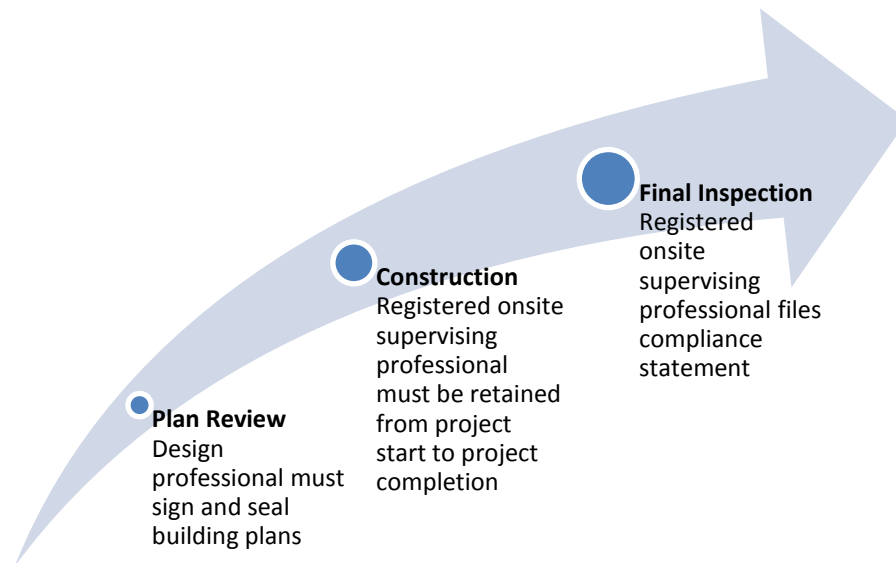 Plan Review
Design
professional must
sign and seal
building plans
Construction
Registered onsite
supervising
professional
must be retained
from project
start to project
completion
Final Inspection
Registered
onsite
supervising
professional files
compliance
statement